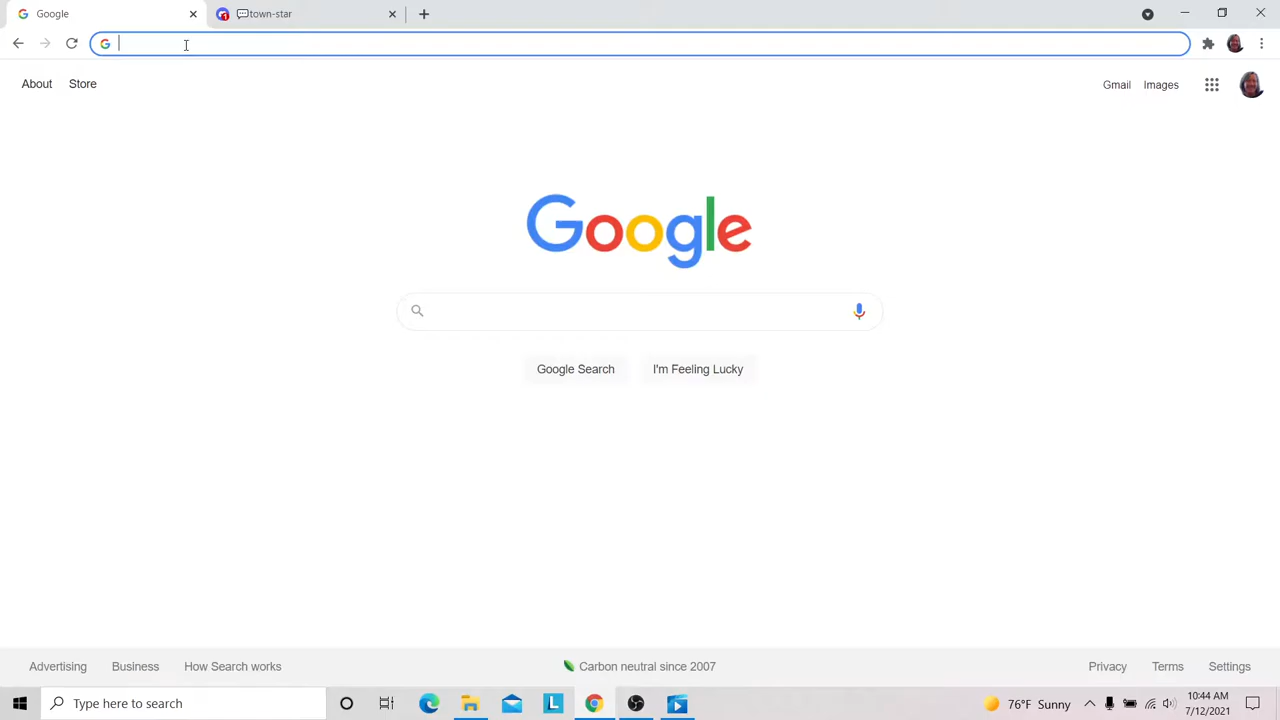 Google
town-star
About
Store
Gmail
Images
Google
Google Search
I'm Feeling Lucky
Advertising
Business
How Search works
Carbon neutral since 2007
Privacy
Terms
Settings
Type here to search
76°F Sunny
10:44 AM
7/12/2021